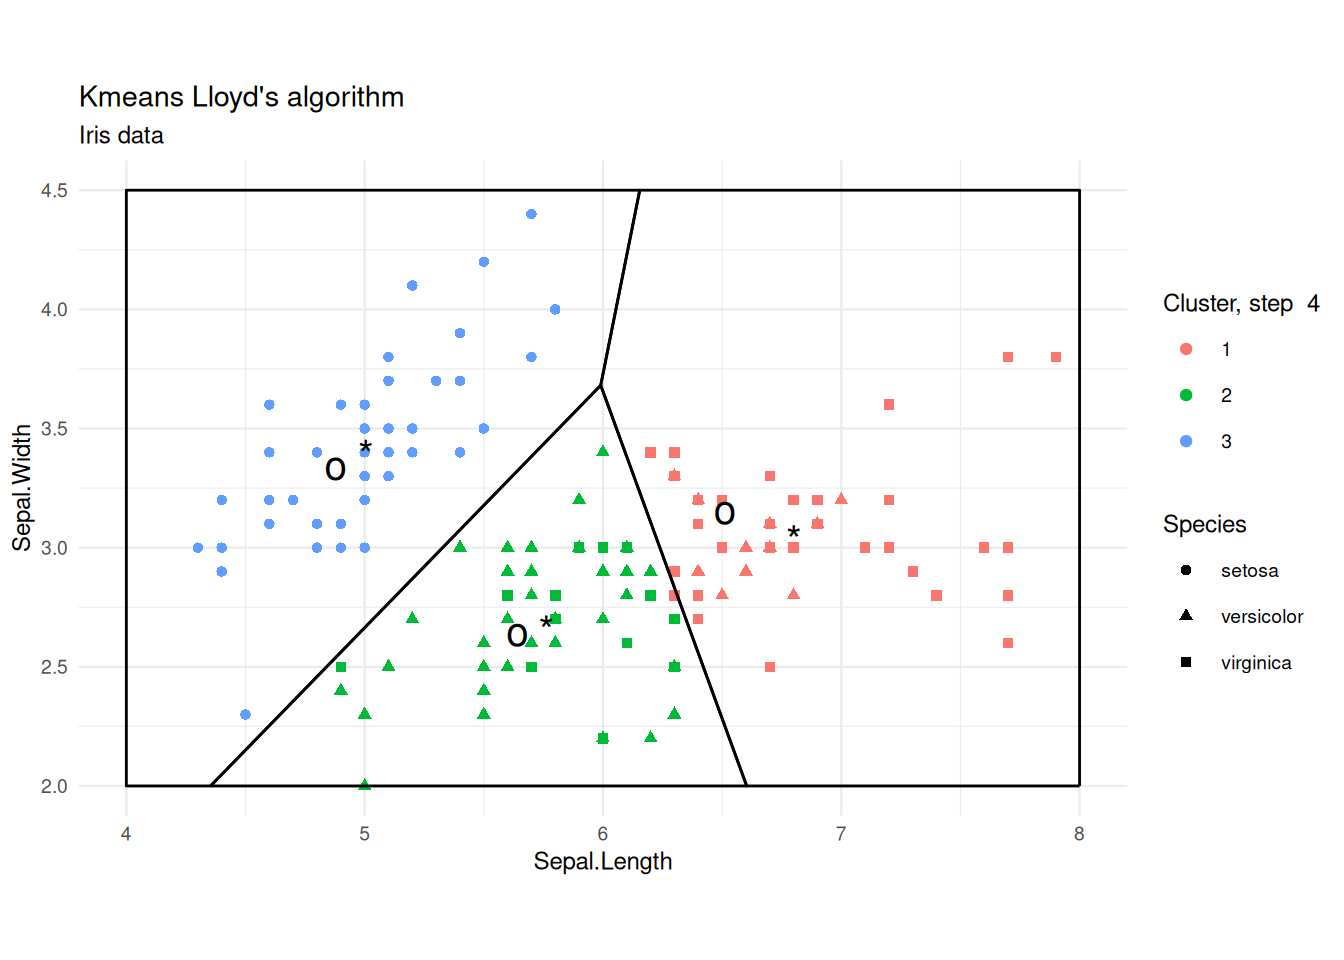 Kmeans Lloyd's algorithm
Iris data
4.5
4.0
3.5
3.0
2.5
2.0
Sepal.Width
o
*
o
*
o
*
4 5 6 7 8
Sepal.Length
Cluster, step  4
1
2
3
Species
setosa
versicolor
virginica